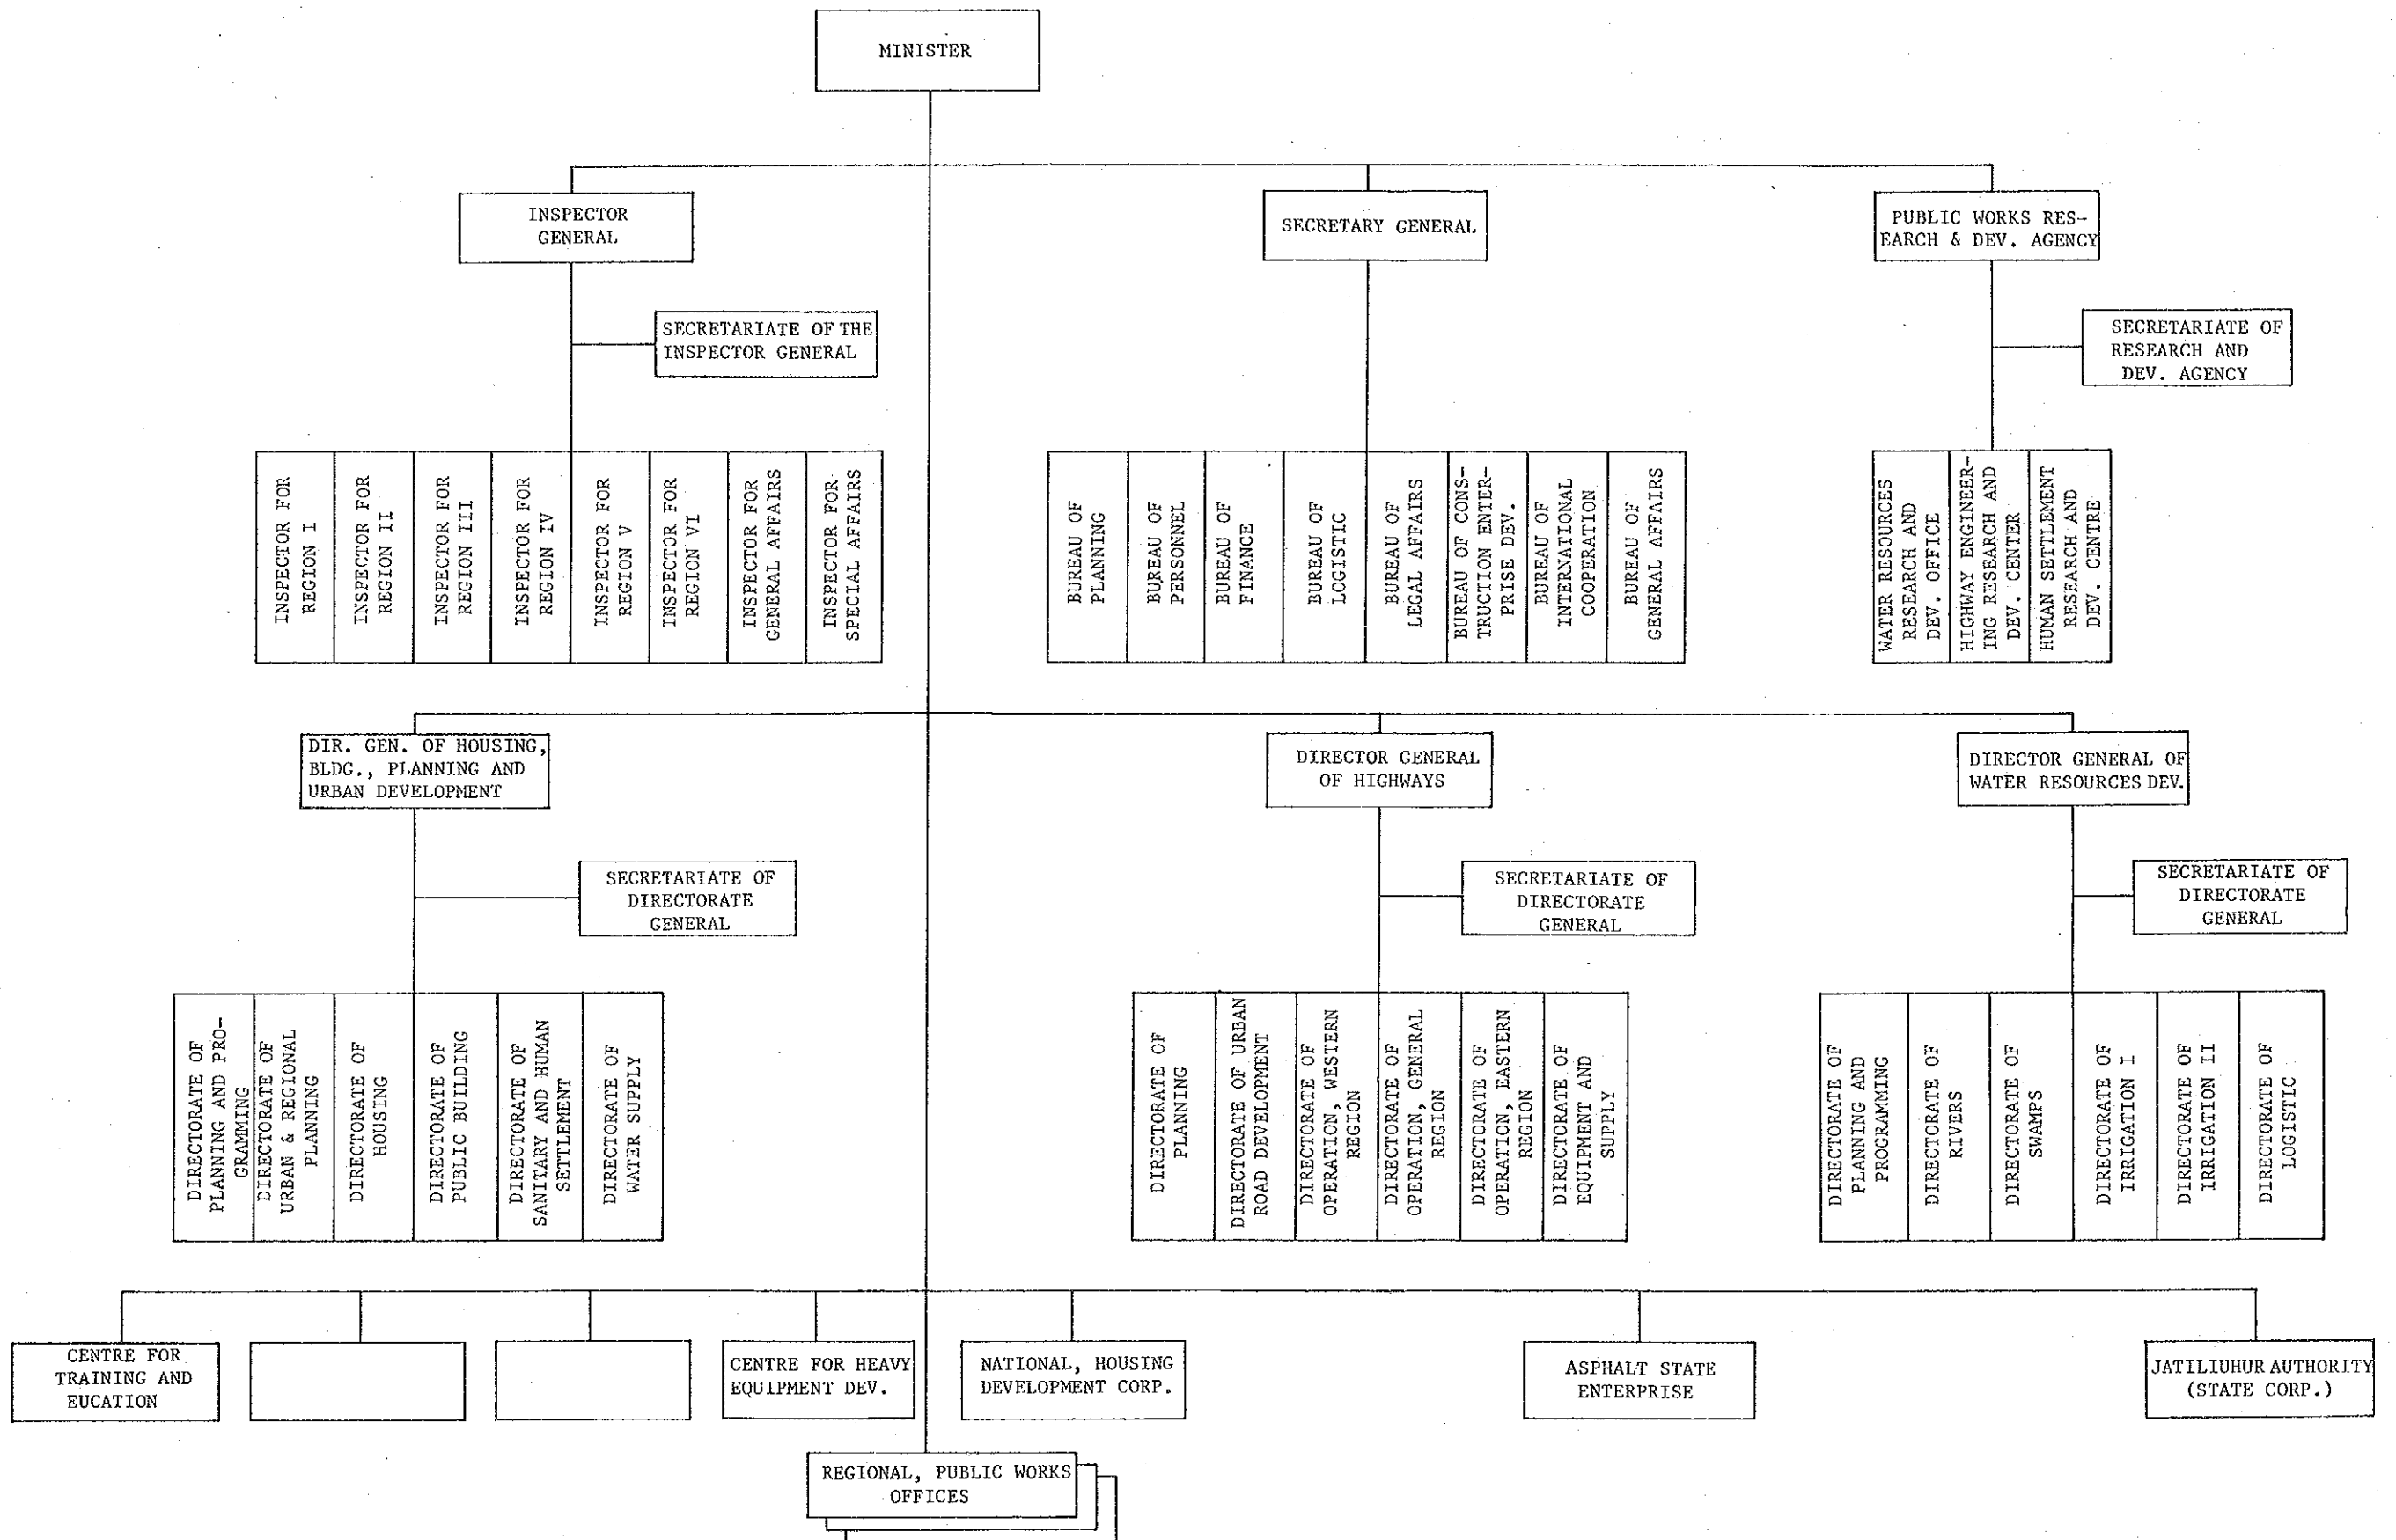 MINISTER
INSPECTOR
GENERAL
SECRETARY GENERAL
PUBLIC WORKS RES-
EARCH & DEV. AGENCY
SECRETARIATE OF THE
INSPECTOR GENERAL
SECRETARIATE OF
RESEARCH AND
DEV. AGENCY
INSPECTOR FOR
REGION I
INSPECTOR FOR
REGION II
INSPECTOR FOR
REGION III
INSPECTOR FOR
REGION IV
INSPECTOR FOR
REGION V
INSPECTOR FOR
REGION VI
INSPECTOR FOR
GENERAL AFFAIRS
INSPECTOR FOR
SPECIAL AFFAIRS
BUREAU OF
PLANNING
BUREAU OF
PERSONNEL
BUREAU OF
FINANCE
BUREAU OF
LOGISTIC
BUREAU OF
LEGAL AFFAIRS
BUREAU OF CONS-
TRUCTION ENTER-
PRISE DEV.
BUREAU OF
INTERNATIONAL
COOPERATION
BUREAU OF
GENERAL AFFAIRS
WATER RESOURCES
RESEARCH AND
DEV. OFFICE
HIGHWAY ENGINEER-
ING RESEARCH AND
DEV. CENTER
HUMAN SETTLEMENT
RESEARCH AND
DEV. CENTRE
DIR. GEN. OF HOUSING,
BLDG., PLANNING AND
URBAN DEVELOPMENT
DIRECTOR GENERAL
OF HIGHWAYS
DIRECTOR GENERAL OF
WATER RESOURCES DEV.
SECRETARIATE OF
DIRECTORATE
GENERAL
SECRETARIATE OF
DIRECTORATE
GENERAL
SECRETARIATE OF
DIRECTORATE
GENERAL
DIRECTORATE OF
PLANNING AND PRO-
GRAMMING
DIRECTORATE OF
URBAN & REGIONAL
PLANNING
DIRECTORATE OF
HOUSING
DIRECTORATE OF
PUBLIC BUILDING
DIRECTORATE OF
SANITARY AND HUMAN
SETTLEMENT
DIRECTORATE OF
WATER SUPPLY
DIRECTORATE OF
PLANNING
DIRECTORATE OF URBAN
ROAD DEVELOPMENT
DIRECTORATE OF
OPERATION, WESTERN
REGION
DIRECTORATE OF
OPERATION, GENERAL
REGION
DIRECTORATE OF
OPERATION, EASTERN
REGION
DIRECTORATE OF
EQUIPMENT AND
SUPPLY
DIRECTORATE OF
PLANNING AND
PROGRAMMING
DIRECTORATE OF
RIVERS
DIRECTORATE OF
SWAMPS
DIRECTORATE OF
IRRIGATION I
DIRECTORATE OF
IRRIGATION II
DIRECTORATE OF
LOGISTIC
CENTRE FOR
TRAINING AND
EUCATION
CENTRE FOR HEAVY
EQUIPMENT DEV.
NATIONAL, HOUSING
DEVELOPMENT CORP.
ASPHALT STATE
ENTERPRISE
JATILIUHUR AUTHORITY
(STATE CORP.)
REGIONAL, PUBLIC WORKS
OFFICES